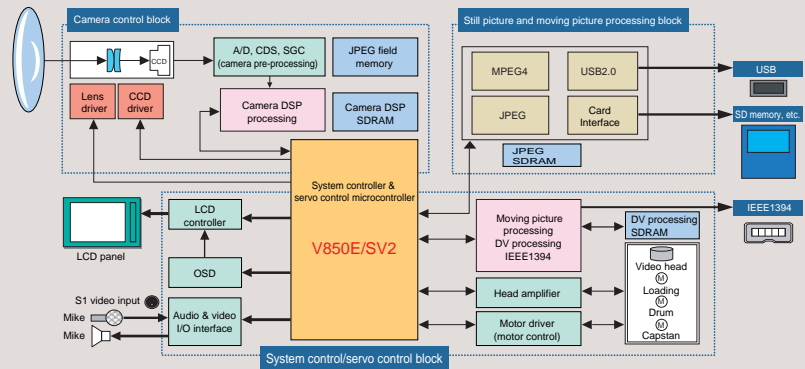 Camera control block
Still picture and moving picture processing block
CCD
A/D, CDS, SGC
(camera pre-processing)
JPEG field
memory
Lens
driver
CCD
driver
Camera DSP
processing
Camera DSP
SDRAM
MPEG4
USB2.0
JPEG
Card
Interface
JPEG
SDRAM
USB
SD memory, etc.
System controller &
servo control microcontroller
V850E/SV2
LCD panel
LCD
controller
OSD
S1 video input
Mike
Mike
Audio & video
I/O interface
Moving picture
processing
DV processing
IEEE1394
DV processing
SDRAM
IEEE1394
Head amplifier
Motor driver
(motor control)
Video head
M
Loading
M
Drum
M
Capstan
System control/servo control block